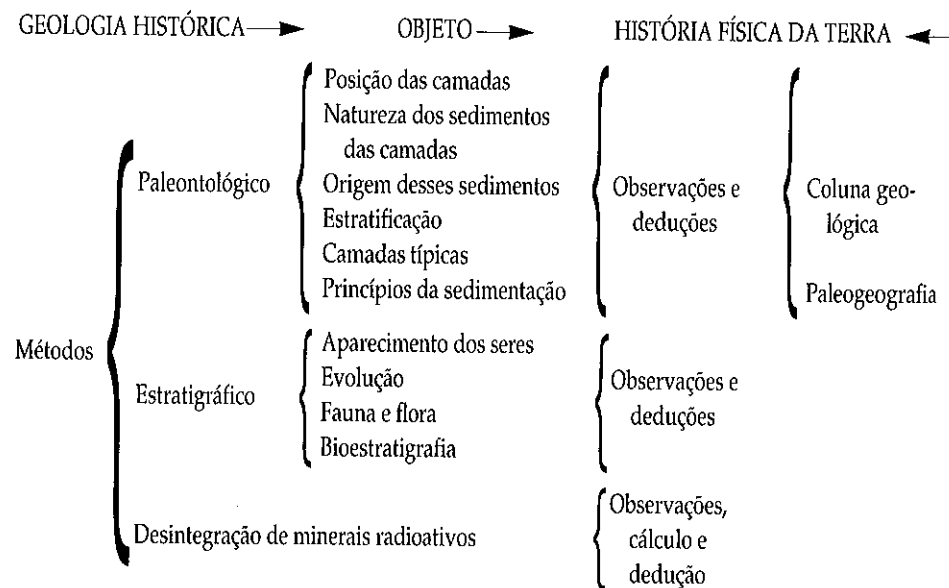 GEOLOGIA HISTÓRICA OBJETO HISTÓRIA FÍSICA DA TERRA
Métodos
Paleontológico
Posição das camadas
Natureza dos sedimentos
das camadas
Origem desses sedimentos
Estratificação
Camadas típicas
Princípios da sedimentação
Observações e
deduções
Coluna geo-
lógica
Paleogeografia
Estratigráfico
Aparecimento dos seres
Evolução
Fauna e flora
Bioestratigrafia
Observações e
deduções
Desintegração de minerais radioativos
Observações,
cálculo e
dedução